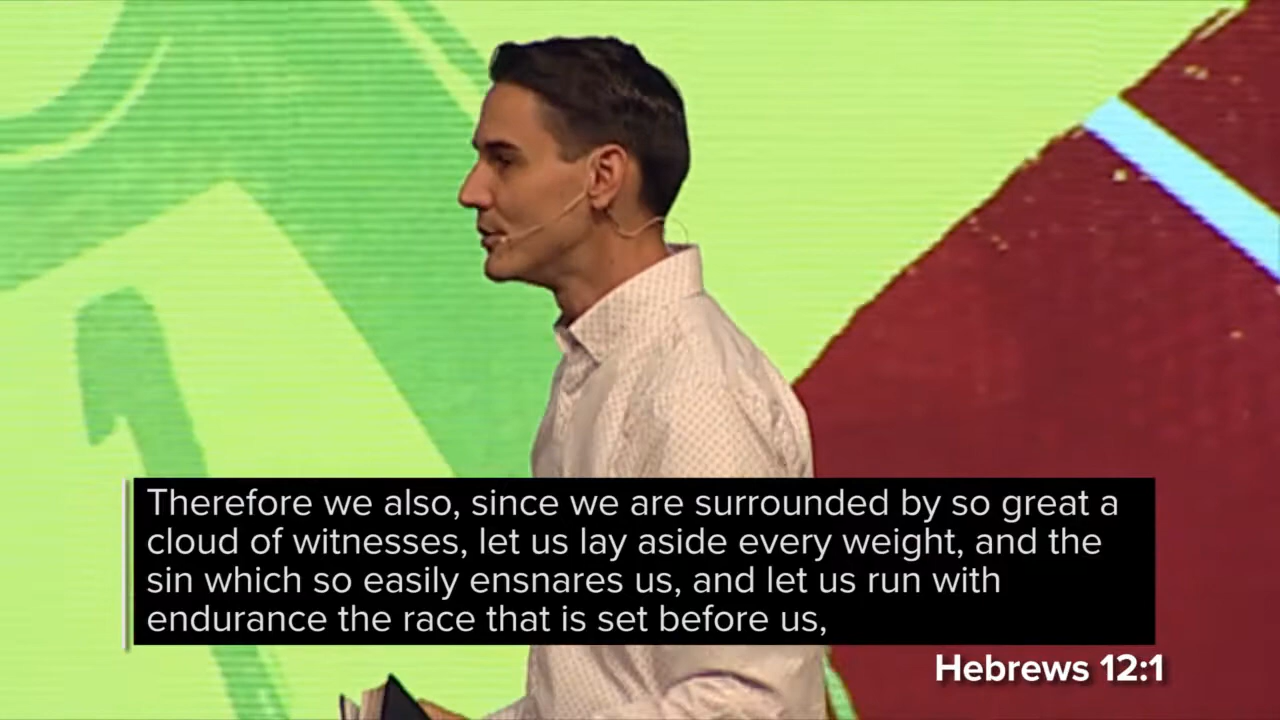 Therefore we also, since we are surrounded by so great a
cloud of witnesses, let us lay aside every weight, and the
sin which so easily ensnares us, and let us run with
endurance the race that is set before us,
Hebrews 12:1